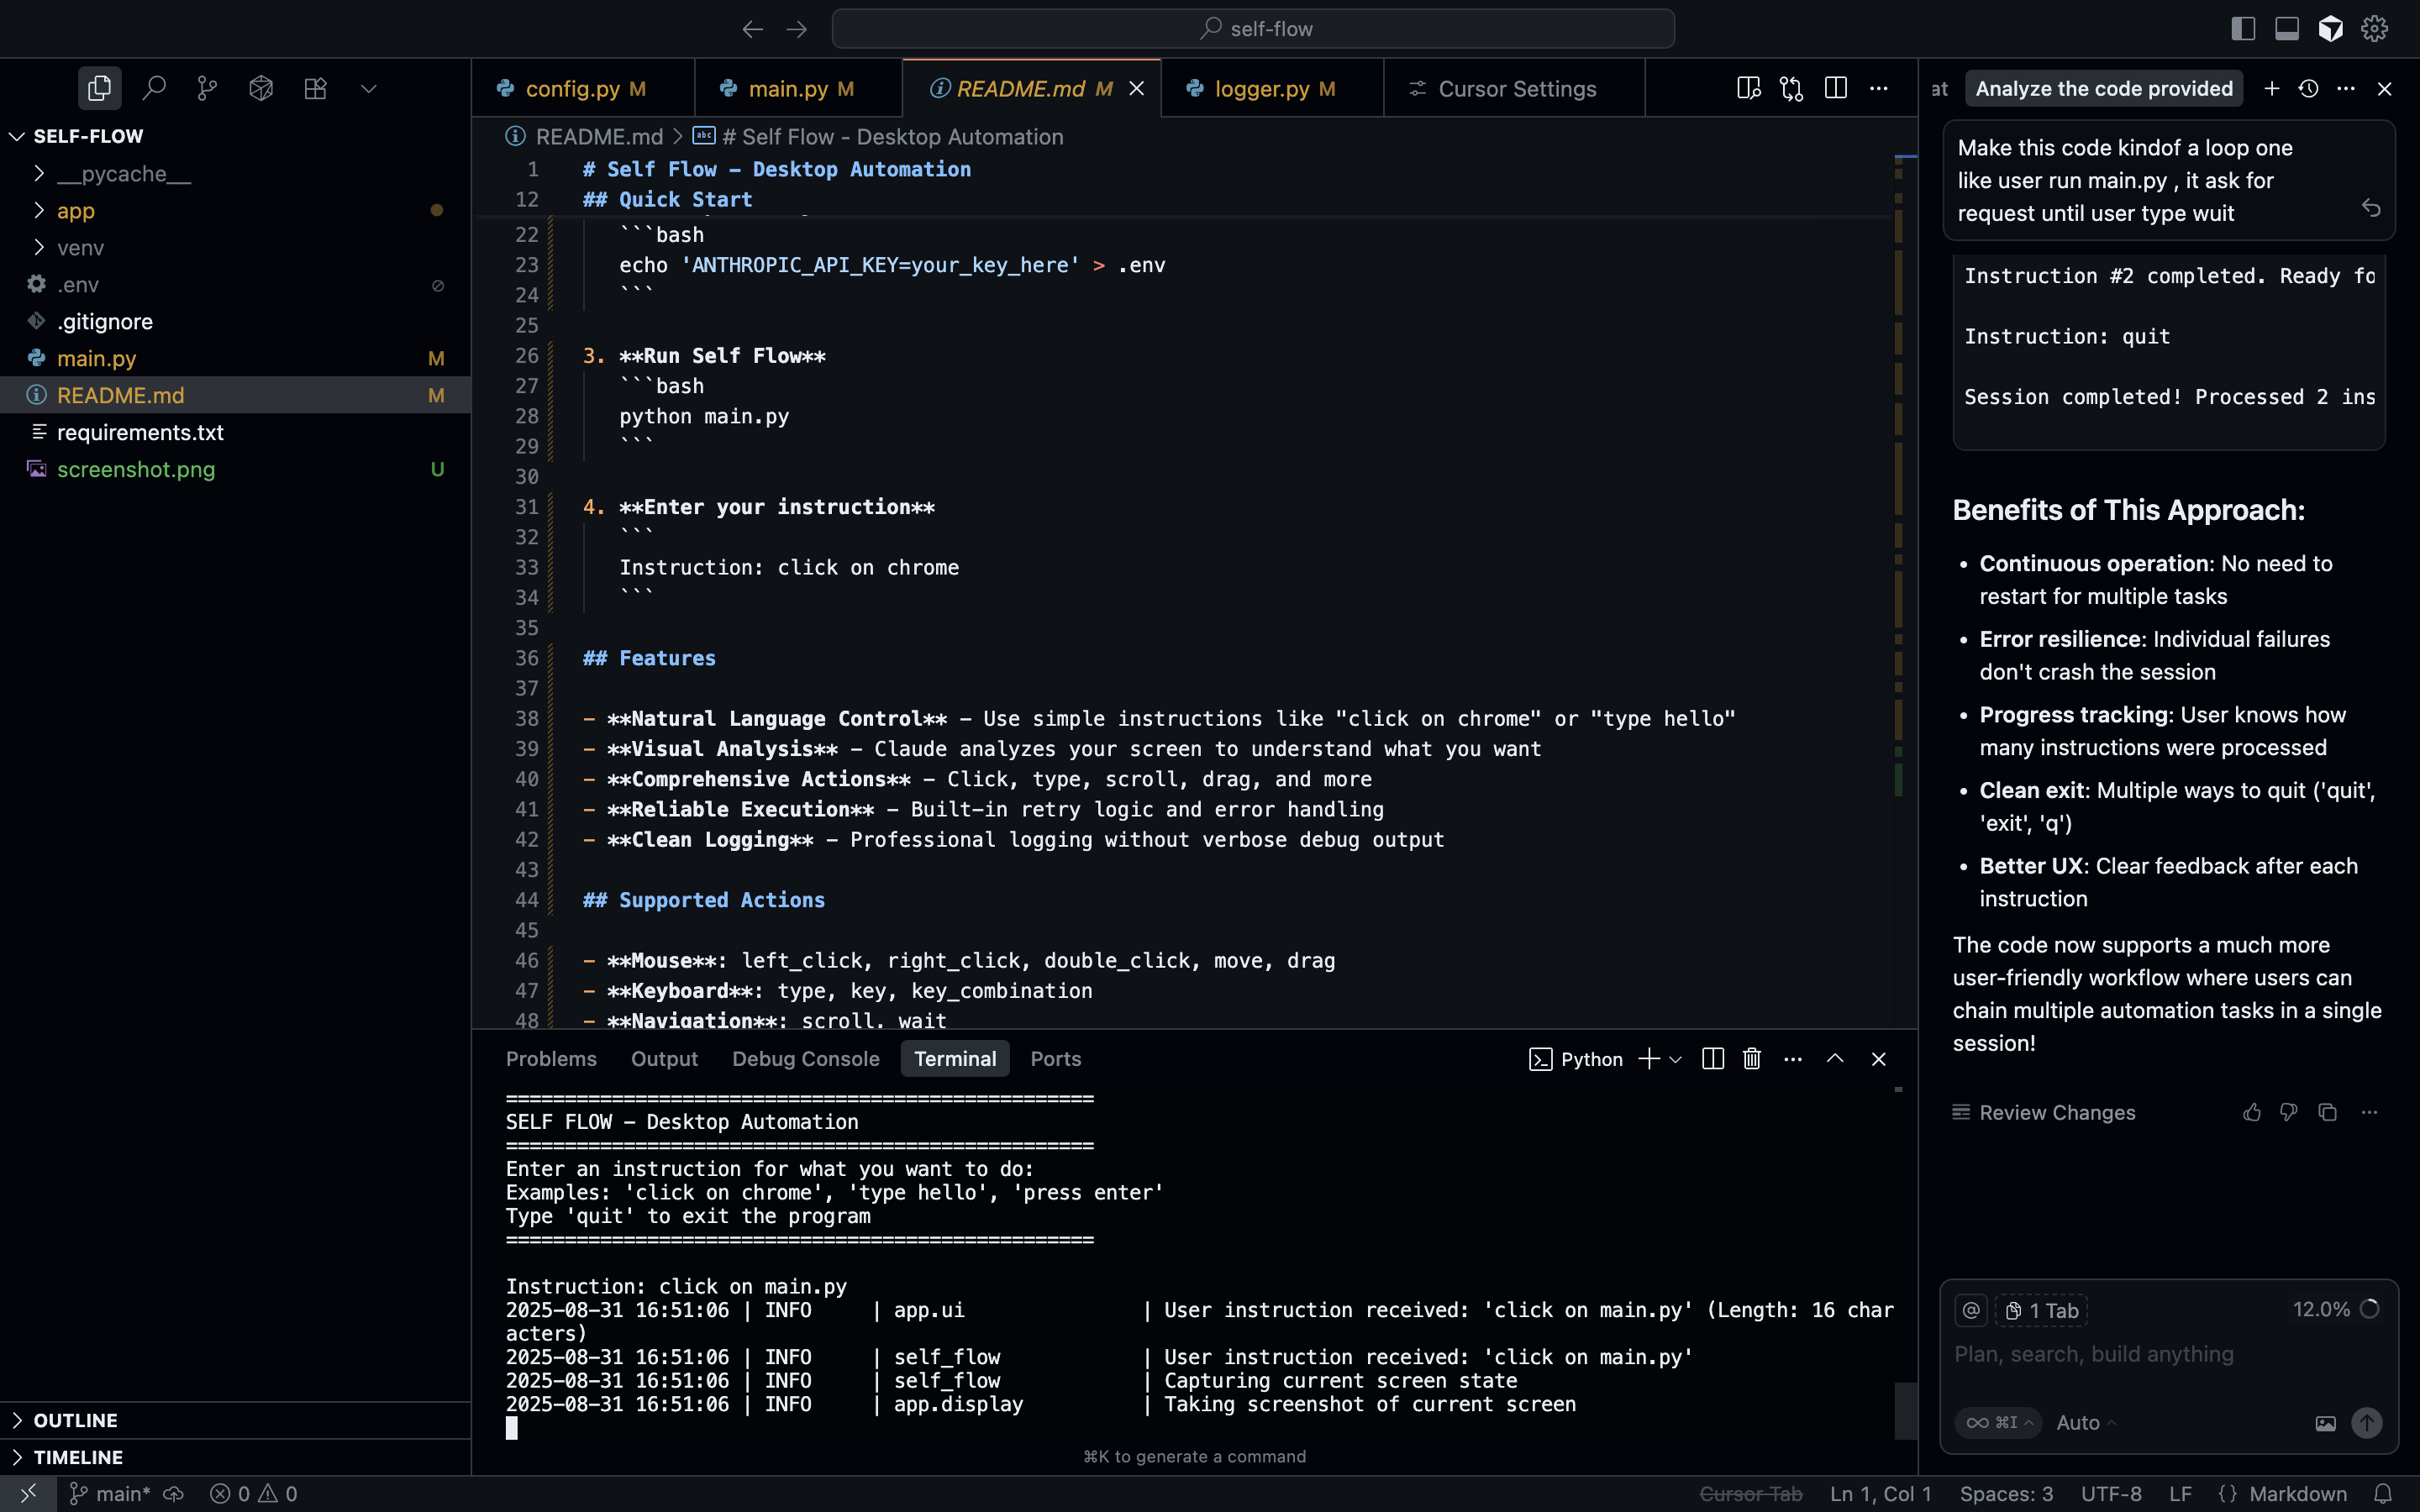 self-flow
SELF-FLOW
__pycache__
app
venv
.env
.gitignore
main.py M
README.md M
requirements.txt
screenshot.png U
OUTLINE
TIMELINE
config.py M
main.py M
README.md M
logger.py M
Cursor Settings
README.md > # Self Flow - Desktop Automation
1 # Self Flow – Desktop Automation
12 ## Quick Start
22 ```bash
23 echo 'ANTHROPIC_API_KEY=your_key_here' > .env
24 ```
25
26 3. **Run Self Flow**
27 ```bash
28 python main.py
29 ```
30
31 4. **Enter your instruction**
32 ```
33 Instruction: click on chrome
34 ```
35
36 ## Features
37
38 – **Natural Language Control** – Use simple instructions like "click on chrome" or "type hello"
39 – **Visual Analysis** – Claude analyzes your screen to understand what you want
40 – **Comprehensive Actions** – Click, type, scroll, drag, and more
41 – **Reliable Execution** – Built–in retry logic and error handling
42 – **Clean Logging** – Professional logging without verbose debug output
43
44 ## Supported Actions
45
46 – **Mouse**: left_click, right_click, double_click, move, drag
47 – **Keyboard**: type, key, key_combination
48 – **Navigation**: scroll, wait
Problems Output Debug Console Terminal Ports
Python
================================================
SELF FLOW – Desktop Automation
================================================
Enter an instruction for what you want to do:
Examples: 'click on chrome', 'type hello', 'press enter'
Type 'quit' to exit the program
================================================
Instruction: click on main.py
2025–08–31 16:51:06 | INFO | app.ui | User instruction received: 'click on main.py' (Length: 16 char
acters)
2025–08–31 16:51:06 | INFO | self_flow | User instruction received: 'click on main.py'
2025–08–31 16:51:06 | INFO | self_flow | Capturing current screen state
2025–08–31 16:51:06 | INFO | app.display | Taking screenshot of current screen
⌘K to generate a command
at
Analyze the code provided
Make this code kindof a loop one
like user run main.py , it ask for
request until user type wuit
Instruction #2 completed. Ready fo
Instruction: quit
Session completed! Processed 2 ins
Benefits of This Approach:
• Continuous operation: No need to
restart for multiple tasks
• Error resilience: Individual failures
don't crash the session
• Progress tracking: User knows how
many instructions were processed
• Clean exit: Multiple ways to quit ('quit',
'exit', 'q')
• Better UX: Clear feedback after each
instruction
The code now supports a much more
user-friendly workflow where users can
chain multiple automation tasks in a single
session!
Review Changes
@ 1 Tab 12.0%
Plan, search, build anything
∞ ⌘I Auto
main* 0 0
Cursor Tab Ln 1, Col 1 Spaces: 3 UTF-8 LF {} Markdown